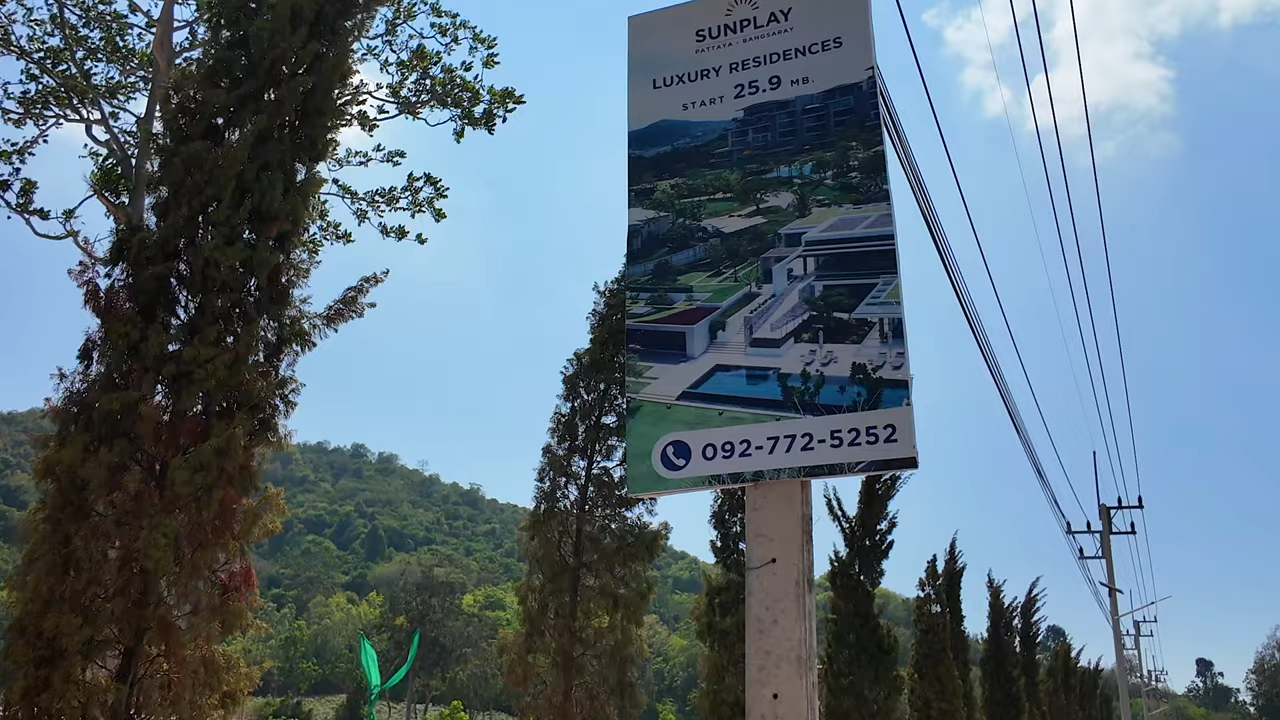 SUNPLAY
PATTAYA - BANGSARAY
LUXURY RESIDENCES
START 25.9 MB.
092-772-5252